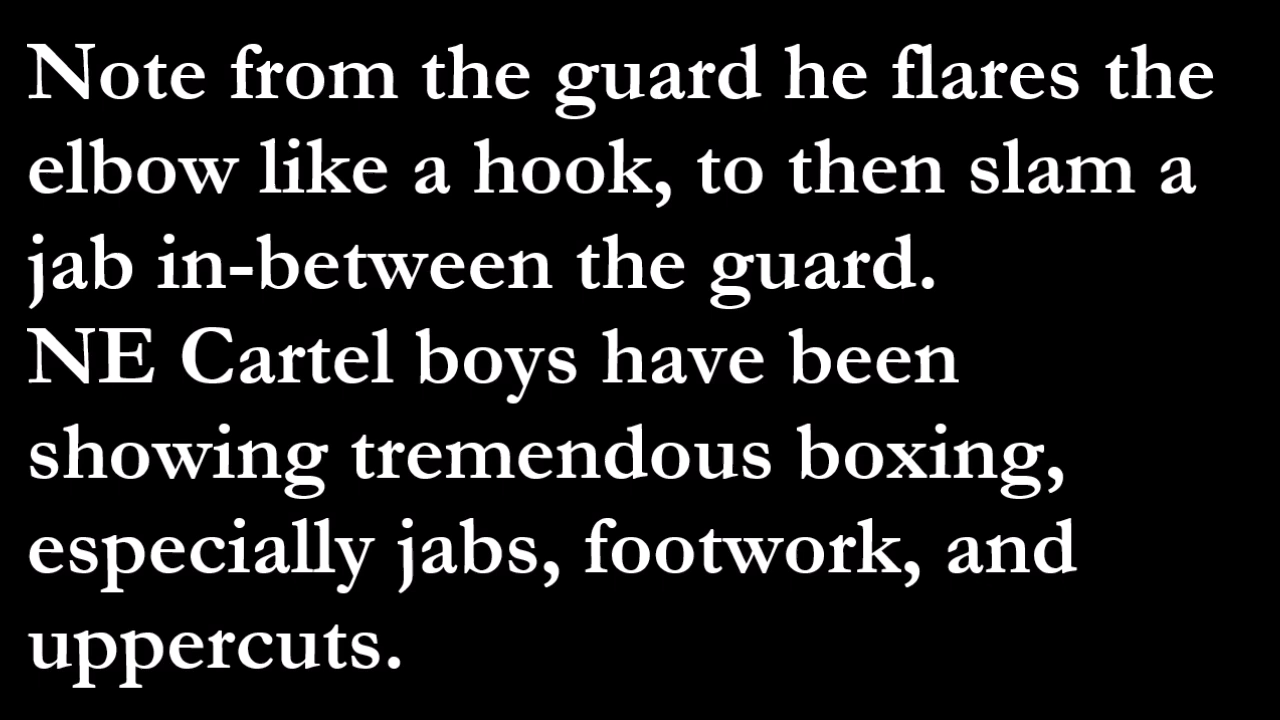 Note from the guard he flares the
elbow like a hook, to then slam a
jab in-between the guard.
NE Cartel boys have been
showing tremendous boxing,
especially jabs, footwork, and
uppercuts.